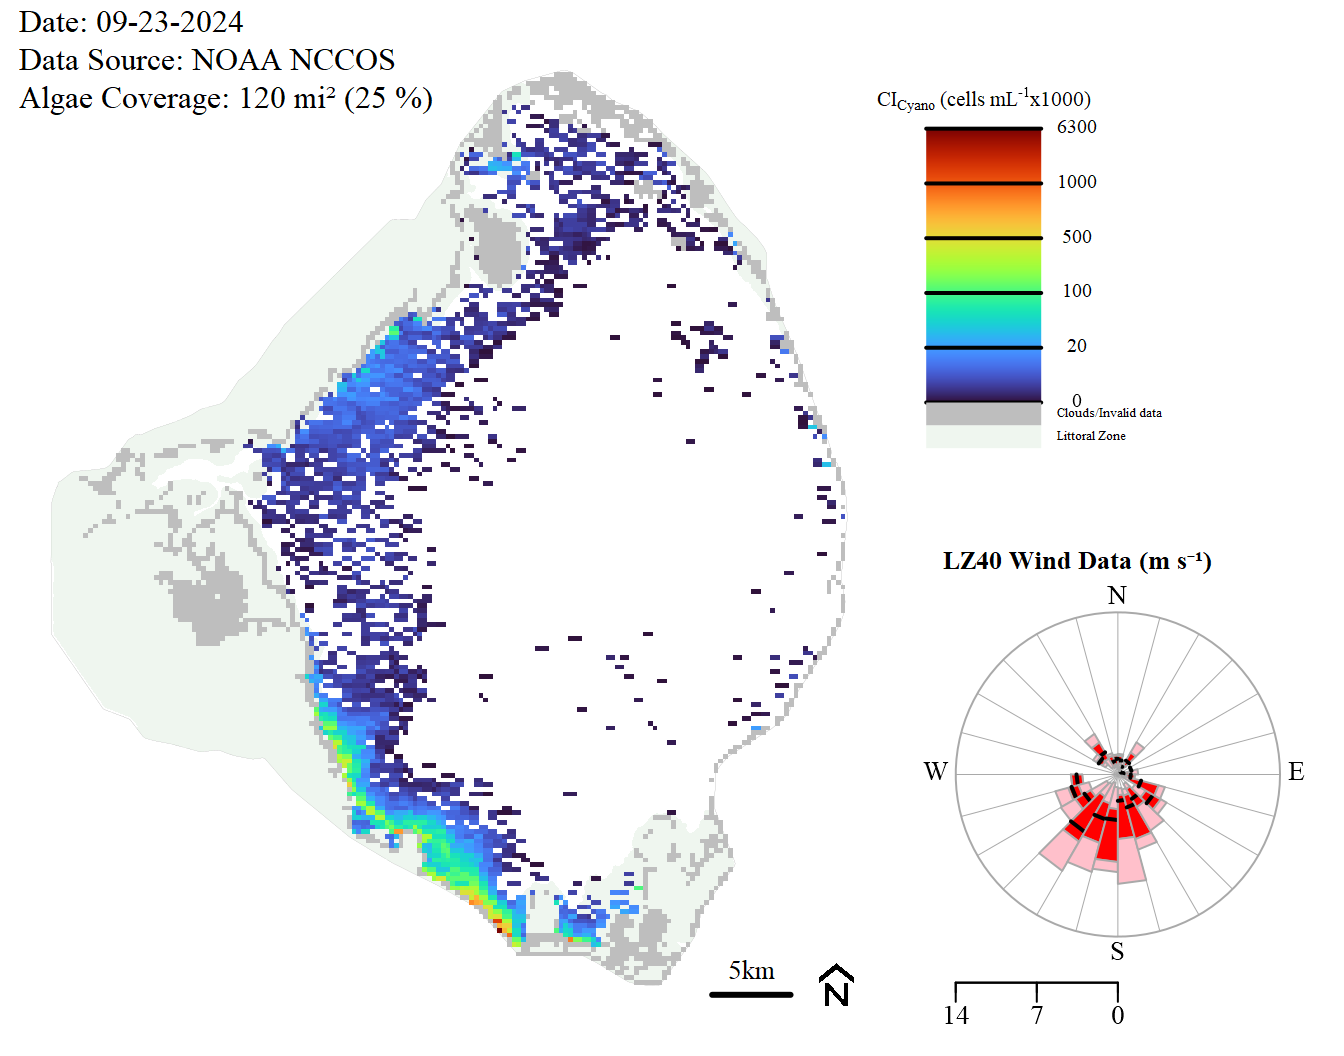 Date: 09-23-2024
Data Source: NOAA NCCOS
Algae Coverage: 120 mi² (25 %)
CICyano (cells mL⁻¹x1000)
6300
1000
500
100
20
0
Clouds/Invalid data
Littoral Zone
LZ40 Wind Data (m s⁻¹)
N
W
E
S
5km
N
14
7
0